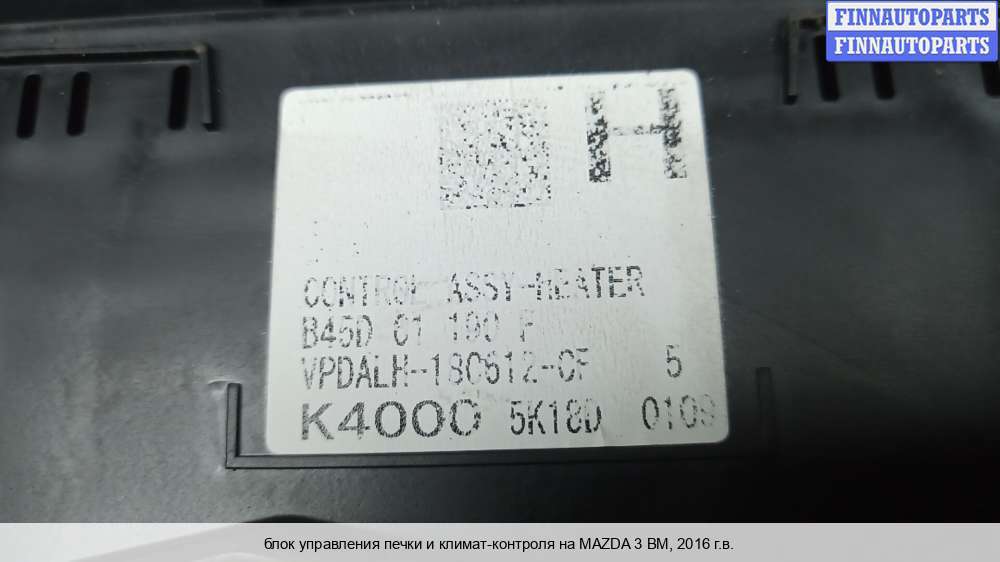 FINNAUTOPARTS
FINNAUTOPARTS
H
CONTROL ASSY-HEATER
B45D 61 190 F
VPDALH-18C612-CF 5
K4000 5K18D 0109
блок управления печки и климат-контроля на MAZDA 3 BM, 2016 г.в.